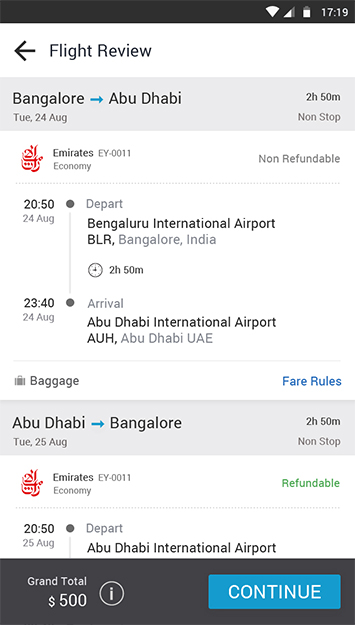 17:19
Flight Review
Bangalore → Abu Dhabi 2h 50m
Tue, 24 Aug Non Stop
Emirates EY-0011
Economy
Non Refundable
20:50 Depart
24 Aug
Bengaluru International Airport
BLR, Bangalore, India
2h 50m
23:40 Arrival
24 Aug
Abu Dhabi International Airport
AUH, Abu Dhabi UAE
Baggage Fare Rules
Abu Dhabi → Bangalore 2h 50m
Tue, 25 Aug Non Stop
Emirates EY-0011
Economy
Refundable
20:50 Depart
25 Aug
Abu Dhabi International Airport
Grand Total
$ 500
i
CONTINUE